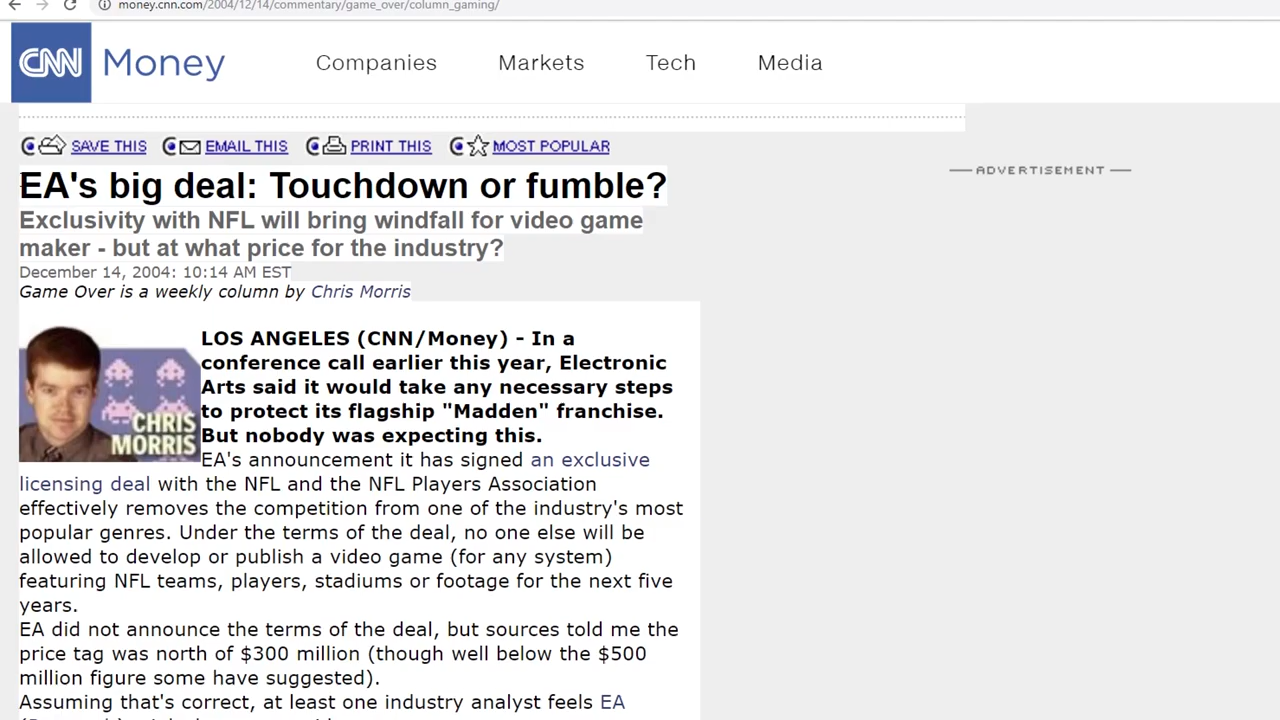 money.cnn.com/2004/12/14/commentary/game_over/column_gaming/
CNN Money
Companies
Markets
Tech
Media
SAVE THIS
EMAIL THIS
PRINT THIS
MOST POPULAR
ADVERTISEMENT
EA's big deal: Touchdown or fumble?
Exclusivity with NFL will bring windfall for video game
maker - but at what price for the industry?
December 14, 2004: 10:14 AM EST
Game Over is a weekly column by Chris Morris
CHRIS
MORRIS
LOS ANGELES (CNN/Money) - In a
conference call earlier this year, Electronic
Arts said it would take any necessary steps
to protect its flagship "Madden" franchise.
But nobody was expecting this.
EA's announcement it has signed an exclusive
licensing deal with the NFL and the NFL Players Association
effectively removes the competition from one of the industry's most
popular genres. Under the terms of the deal, no one else will be
allowed to develop or publish a video game (for any system)
featuring NFL teams, players, stadiums or footage for the next five
years.
EA did not announce the terms of the deal, but sources told me the
price tag was north of $300 million (though well below the $500
million figure some have suggested).
Assuming that's correct, at least one industry analyst feels EA